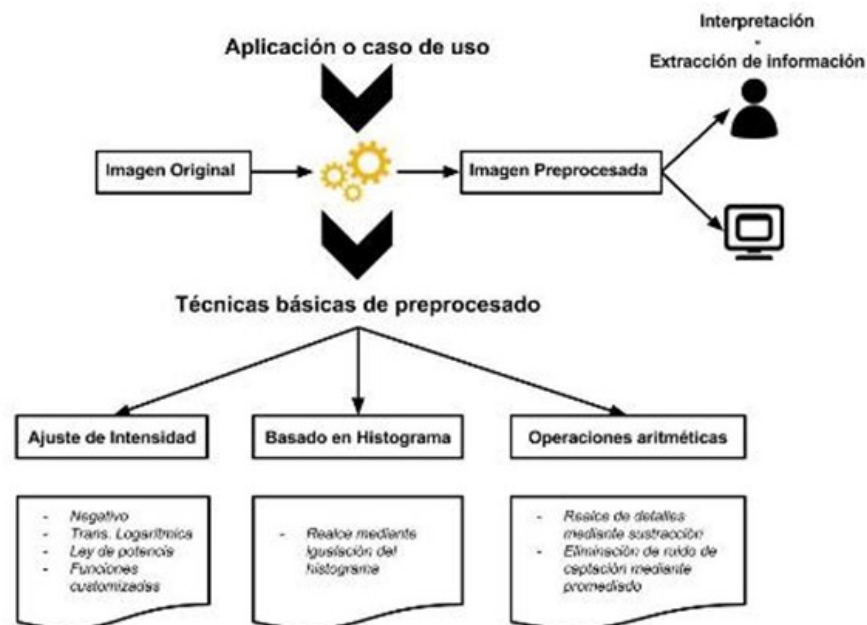 Interpretación
-
Extracción de información
Aplicación o caso de uso
Imagen Original
Imagen Preprocesada
Técnicas básicas de preprocesado
Ajuste de Intensidad
Basado en Histograma
Operaciones aritméticas
- Negativo
- Trans. Logarítmica
- Ley de potencia
- Funciones
customizadas
- Realce mediante
Igualación del
histograma
- Realce de detalles
mediante sustracción
- Eliminación de ruido de
captación mediante
promediado